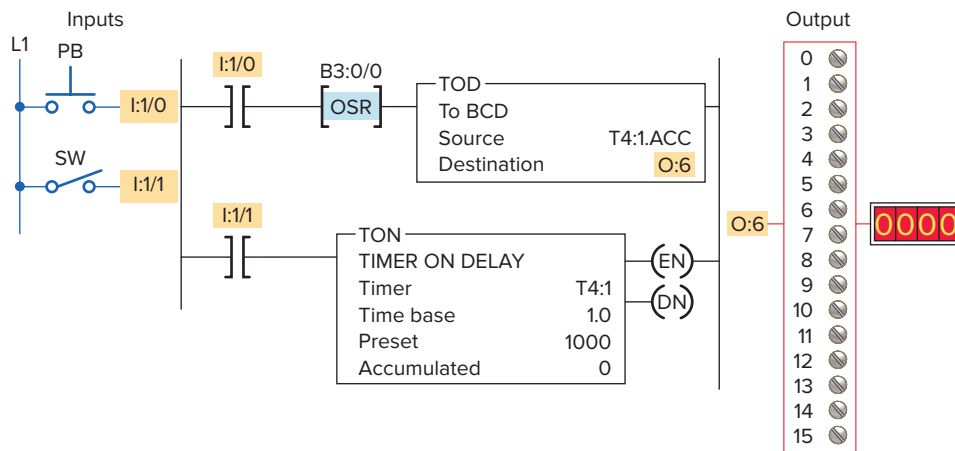 Inputs
Output
L1
PB
I:1/0
I:1/0
B3:0/0
OSR
TOD
To BCD
Source T4:1.ACC
Destination O:6
SW
I:1/1
I:1/1
TON
TIMER ON DELAY
Timer T4:1
Time base 1.0
Preset 1000
Accumulated 0
EN
DN
O:6
0
1
2
3
4
5
6
7
8
9
10
11
12
13
14
15
0000